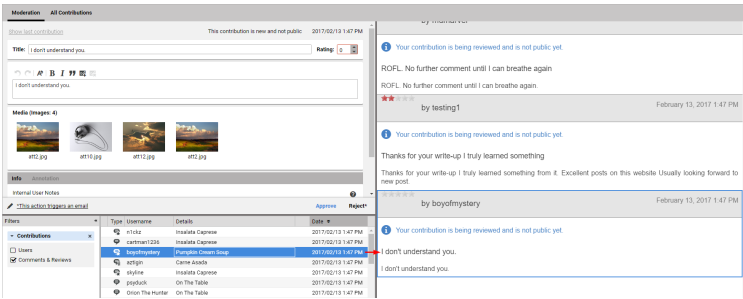 Moderation All Contributions
Show last contribution This contribution is new and not public 2017/02/13 1:47 PM
Title: I don't understand you. Rating: 0
B I
I don't understand you.
Media (Images: 4)
att2.jpg att10.jpg att12.jpg att2.jpg
Info Annotation
Internal User Notes
*This action triggers an email Approve Reject*
Filters
Contributions x
Users
Comments & Reviews
Type Username Details Date
n1ckz Insalata Caprese 2017/02/13 1:47 PM
cartman1236 Insalata Caprese 2017/02/13 1:47 PM
boyofmystery Pumpkin Cream Soup 2017/02/13 1:47 PM
aztigin Carne Asada 2017/02/13 1:47 PM
skyline Insalata Caprese 2017/02/13 1:47 PM
psyduck On The Table 2017/02/13 1:47 PM
Orion The Hunter On The Table 2017/02/13 1:47 PM
Your contribution is being reviewed and is not public yet
ROFL. No further comment until I can breathe again
ROFL. No further comment until I can breathe again.
by testing1 February 13, 2017 1:47 PM
Your contribution is being reviewed and is not public yet.
Thanks for your write-up I truly learned something
Thanks for your write-up I truly learned something from it. Excellent posts on this website Usually looking forward to
new post.
by boyofmystery February 13, 2017 1:47 PM
Your contribution is being reviewed and is not public yet.
I don't understand you.
I don't understand you.